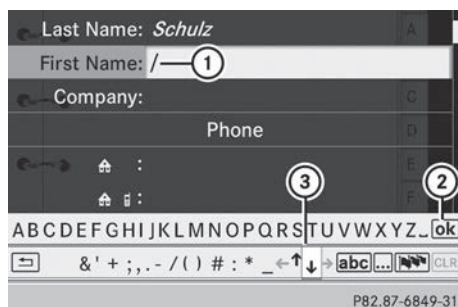 Last Name: Schulz
First Name: /
1
Company:
Phone
:
:
3
2
ABCDEFGHIJKLMNOPQRSTUVWXYZ_ ok
&'+;,.-/()#:*_←↑↓→ abc ... CLR
P82.87-6849-31
A
C
D
E
F